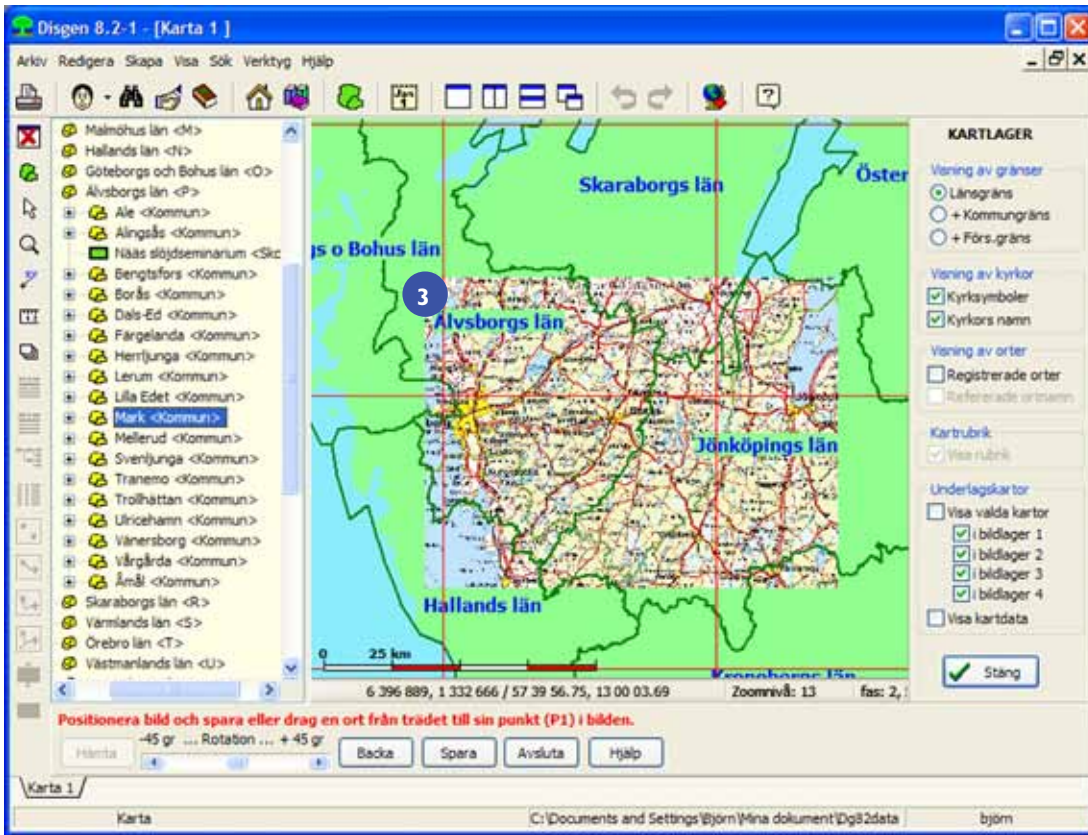 Disgen 8.2-1 - [Karta 1 ]
Arkiv Redigera Skapa Visa Sök Verktyg Hjälp
Malmöhus län <M>
Hallands län <N>
Göteborgs och Bohus län <O>
Älvsborgs län <P>
Ale <Kommun>
Alingsås <Kommun>
Nääs slöjdseminarium <Sko
Bengtsfors <Kommun>
Borås <Kommun>
Dals-Ed <Kommun>
Färgelanda <Kommun>
Herrljunga <Kommun>
Lerum <Kommun>
Lilla Edet <Kommun>
Mark <Kommun>
Mellerud <Kommun>
Svenljunga <Kommun>
Tranemo <Kommun>
Trollhättan <Kommun>
Ulricehamn <Kommun>
Vänersborg <Kommun>
Vårgårda <Kommun>
Åmål <Kommun>
Skaraborgs län <R>
Värmlands län <S>
Örebro län <T>
Västmanlands län <U>
Skaraborgs län
Öster
gs o Bohus län
3
Älvsborgs län
Jönköpings län
Hallands län
Kronobergs län
0 25 km
6 396 889, 1 332 666 / 57 39 56.75, 13 00 03.69 Zoomnivå: 13 fas: 2,
KARTLAGER
Visning av gränser
Länsgräns
+ Kommungräns
+ Förs.gräns
Visning av kyrkor
Kyrksymboler
Kyrkors namn
Visning av orter
Registrerade orter
Refererade ortnamn
Kartrubrik
Visa rubrik
Underlagskartor
Visa valda kartor
i bildlager 1
i bildlager 2
i bildlager 3
i bildlager 4
Visa kartdata
Stäng
Positionera bild och spara eller drag en ort från trädet till sin punkt (P1) i bilden.
Hämta
-45 gr ... Rotation ... + 45 gr
Backa Spara Avsluta Hjälp
Karta 1
Karta C:\Documents and Settings\Björn\Mina dokument\Dg82data björn